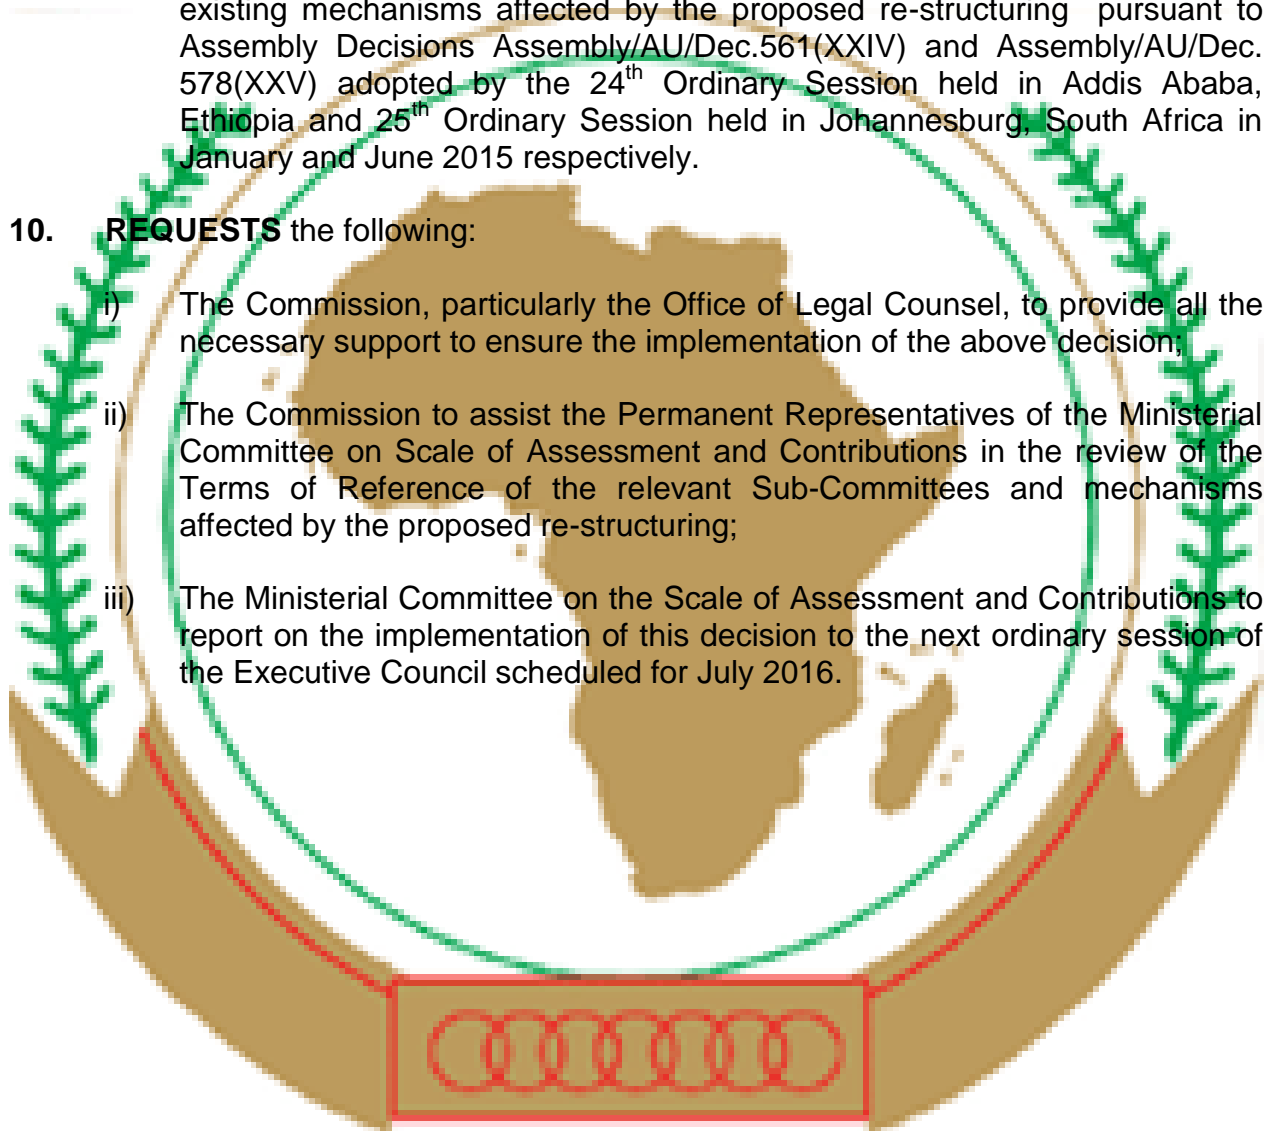 existing mechanisms affected by the proposed re-structuring pursuant to
Assembly Decisions Assembly/AU/Dec.561(XXIV) and Assembly/AU/Dec.
578(XXV) adopted by the 24th Ordinary Session held in Addis Ababa,
Ethiopia and 25th Ordinary Session held in Johannesburg, South Africa in
January and June 2015 respectively.
10. REQUESTS the following:
i) The Commission, particularly the Office of Legal Counsel, to provide all the
necessary support to ensure the implementation of the above decision;
ii) The Commission to assist the Permanent Representatives of the Ministerial
Committee on Scale of Assessment and Contributions in the review of the
Terms of Reference of the relevant Sub-Committees and mechanisms
affected by the proposed re-structuring;
iii) The Ministerial Committee on the Scale of Assessment and Contributions to
report on the implementation of this decision to the next ordinary session of
the Executive Council scheduled for July 2016.